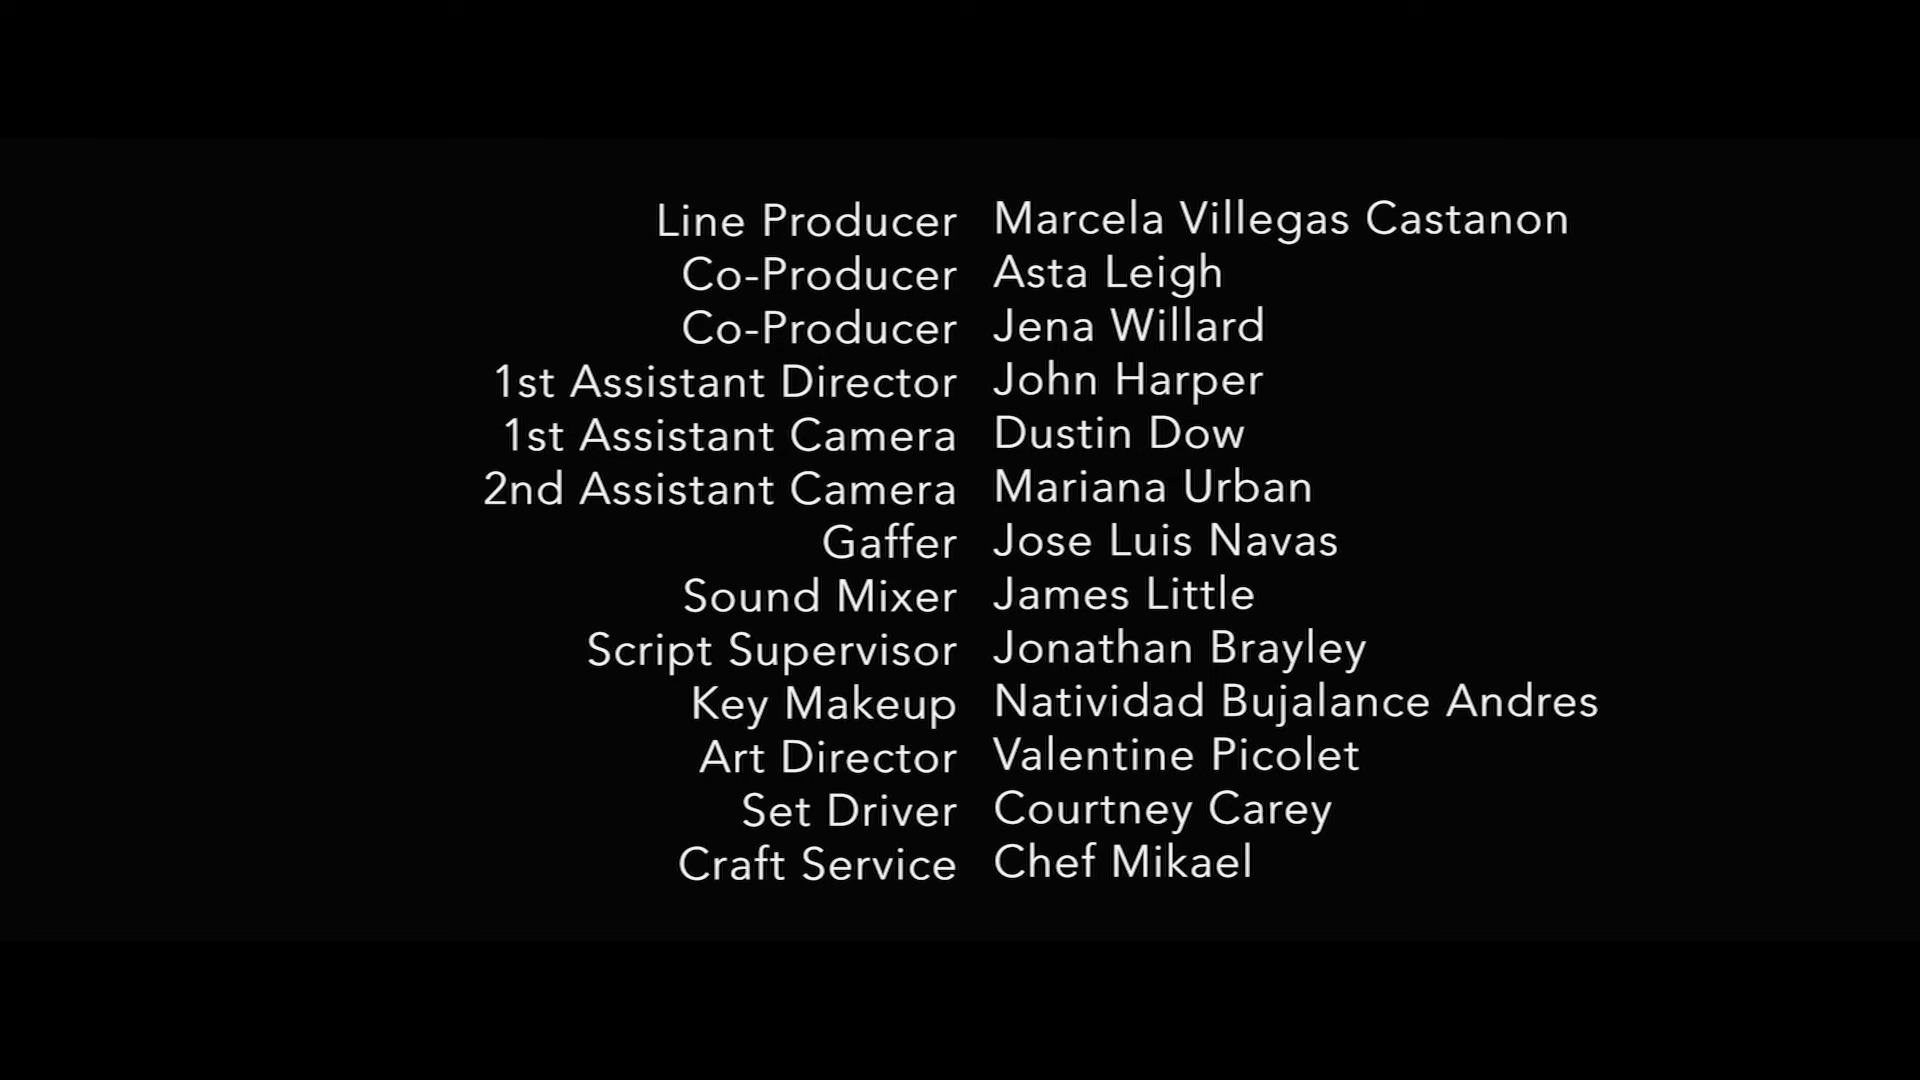 Line Producer Marcela Villegas Castanon
Co-Producer Asta Leigh
Co-Producer Jena Willard
1st Assistant Director John Harper
1st Assistant Camera Dustin Dow
2nd Assistant Camera Mariana Urban
Gaffer Jose Luis Navas
Sound Mixer James Little
Script Supervisor Jonathan Brayley
Key Makeup Natividad Bujalance Andres
Art Director Valentine Picolet
Set Driver Courtney Carey
Craft Service Chef Mikael